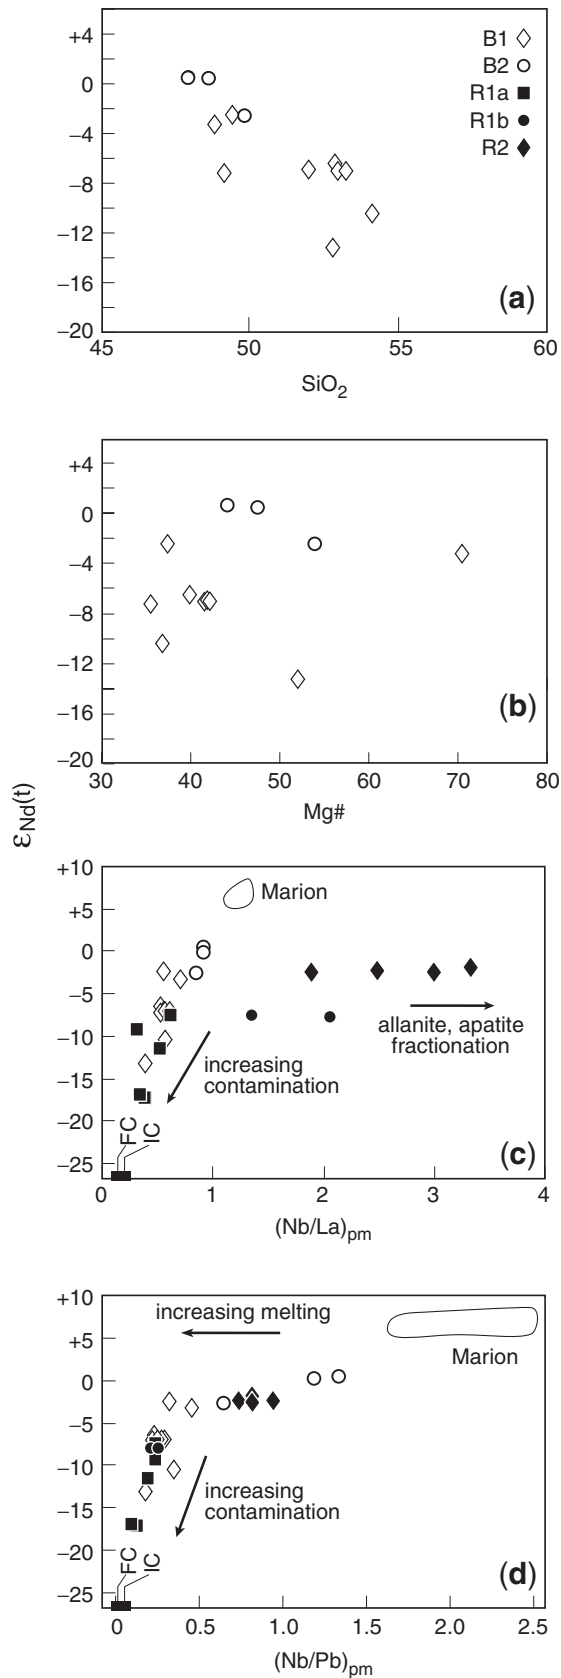 +4
0
−4
−8
−12
−16
−20
45
50
55
60
SiO2
B1
B2
R1a
R1b
R2
(a)
+4
0
−4
−8
−12
−16
−20
30
40
50
60
70
80
Mg#
(b)
εNd(t)
+10
+5
0
−5
−10
−15
−20
−25
0
1
2
3
4
(Nb/La)pm
Marion
allanite, apatite
fractionation
increasing
contamination
FC
IC
(c)
+10
+5
0
−5
−10
−15
−20
−25
0
0.5
1.0
1.5
2.0
2.5
(Nb/Pb)pm
increasing melting
Marion
increasing
contamination
FC
IC
(d)